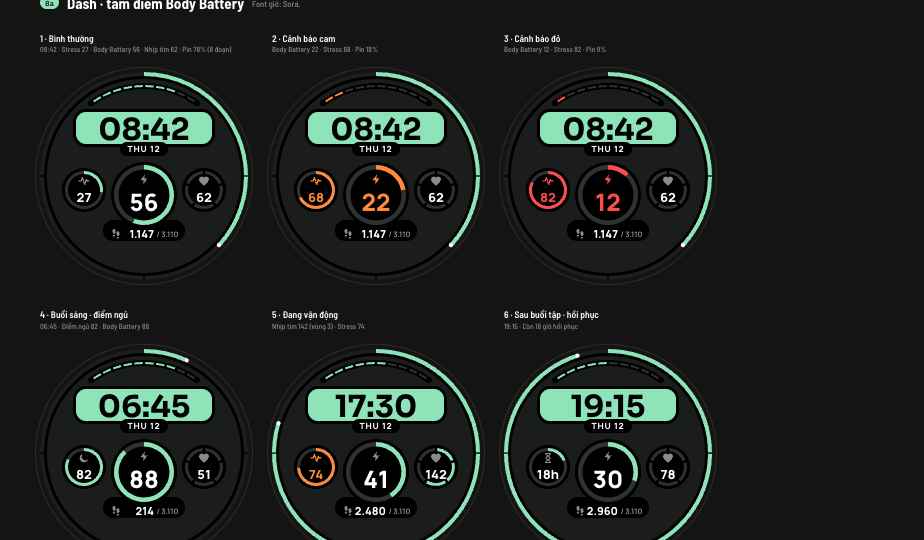 8a Dash · tâm điểm Body Battery Font giờ: Sora.
1 · Bình thường
08:42 · Stress 27 · Body Battery 56 · Nhịp tim 62 · Pin 78% (8 đoạn)
08:42
THU 12
27
56
62
1.147 / 3.110
2 · Cảnh báo cam
Body Battery 22 · Stress 68 · Pin 18%
08:42
THU 12
68
22
62
1.147 / 3.110
3 · Cảnh báo đỏ
Body Battery 12 · Stress 82 · Pin 9%
08:42
THU 12
82
12
62
1.147 / 3.110
4 · Buổi sáng · điểm ngủ
06:45 · Điểm ngủ 82 · Body Battery 88
06:45
THU 12
82
88
51
214 / 3.110
5 · Đang vận động
Nhịp tim 142 (vùng 3) · Stress 74
17:30
THU 12
74
41
142
2.480 / 3.110
6 · Sau buổi tập · hồi phục
19:15 · Còn 18 giờ hồi phục
19:15
THU 12
18h
30
78
2.960 / 3.110